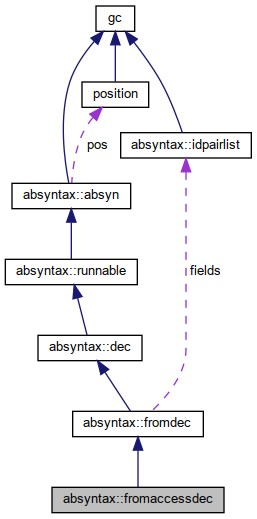 gc
position
absyntax::idpairlist
pos
absyntax::absyn
absyntax::runnable
fields
absyntax::dec
absyntax::fromdec
absyntax::fromaccessdec